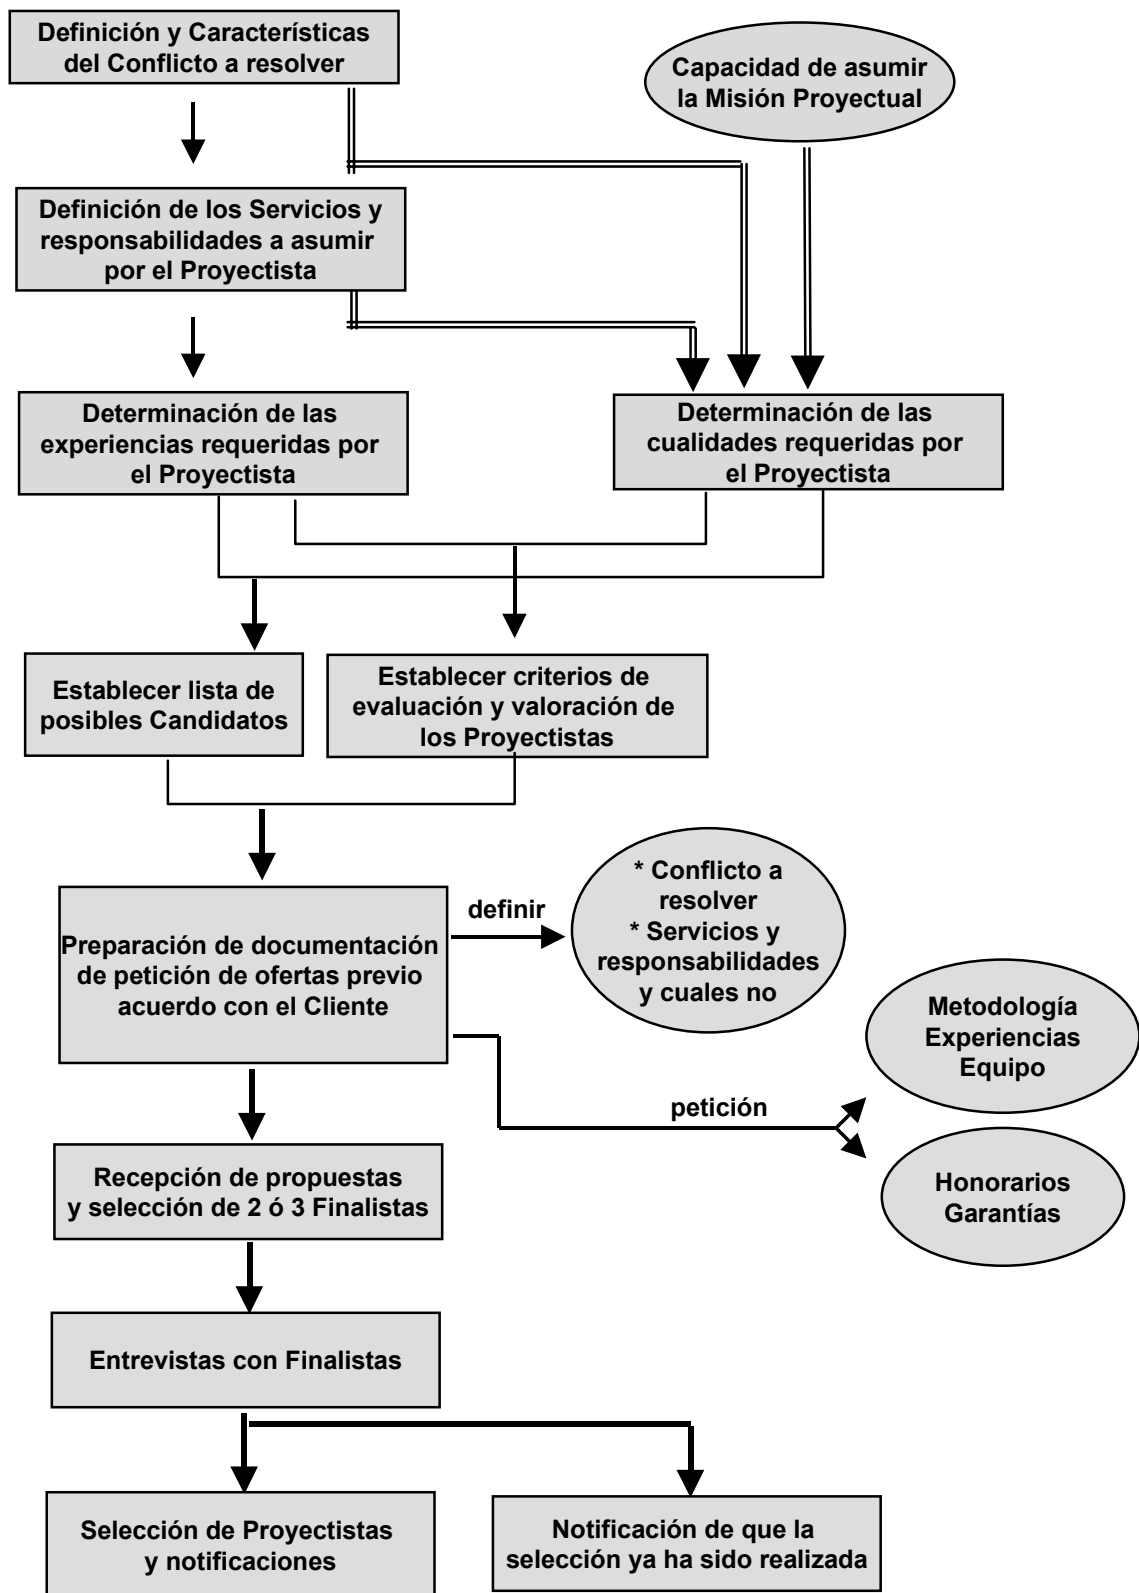 Definición y Características
del Conflicto a resolver
Capacidad de asumir
la Misión Proyectual
Definición de los Servicios y
responsabilidades a asumir
por el Proyectista
Determinación de las
experiencias requeridas por
el Proyectista
Determinación de las
cualidades requeridas por
el Proyectista
Establecer lista de
posibles Candidatos
Establecer criterios de
evaluación y valoración de
los Proyectistas
Preparación de documentación
de petición de ofertas previo
acuerdo con el Cliente
definir
* Conflicto a
resolver
* Servicios y
responsabilidades
y cuales no
petición
Metodología
Experiencias
Equipo
Honorarios
Garantías
Recepción de propuestas
y selección de 2 ó 3 Finalistas
Entrevistas con Finalistas
Selección de Proyectistas
y notificaciones
Notificación de que la
selección ya ha sido realizada